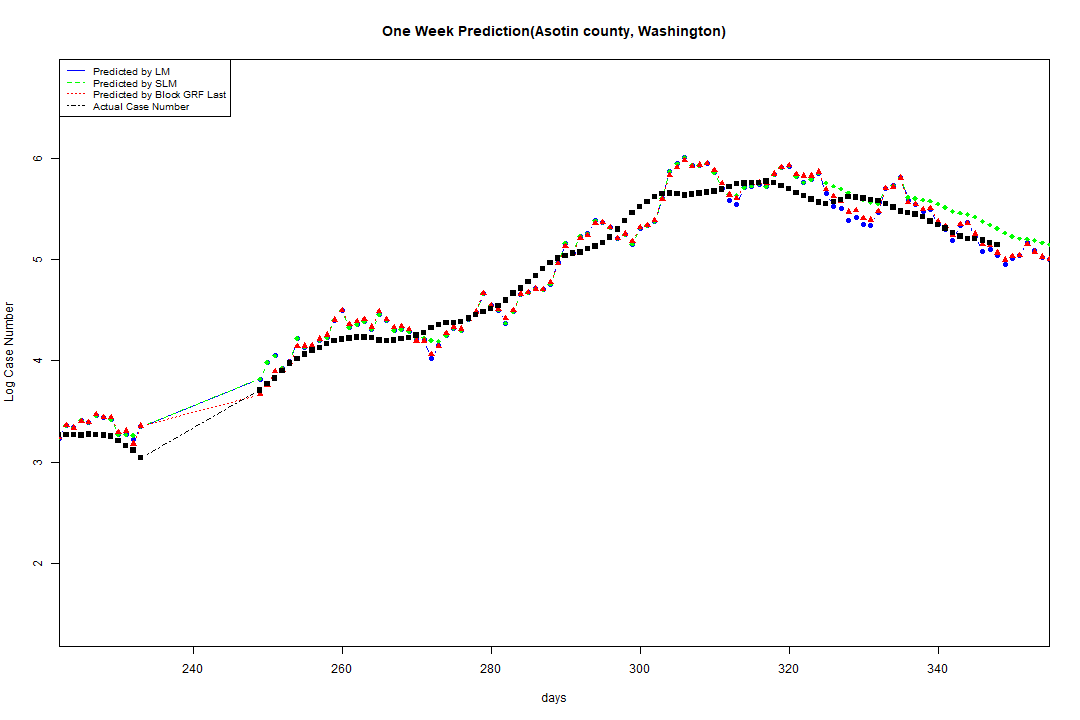 One Week Prediction(Asotin county, Washington)
Predicted by LM
Predicted by SLM
Predicted by Block GRF Last
Actual Case Number
Log Case Number
6
5
4
3
2
240 260 280 300 320 340
days